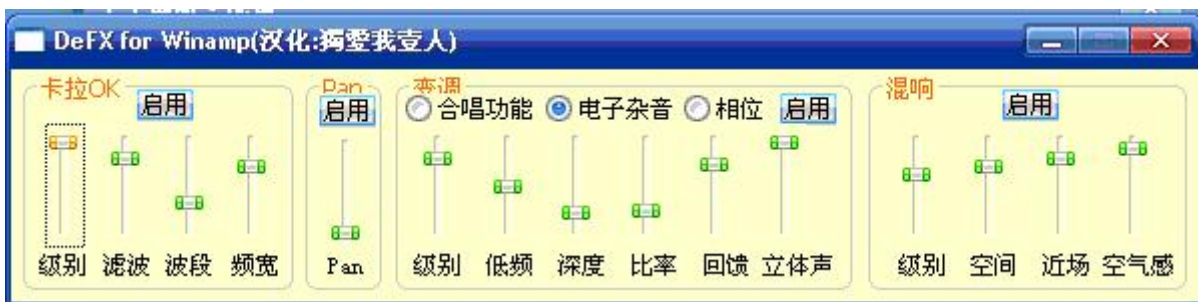 DeFX for Winamp(汉化:獨愛我壹人)
卡拉OK
启用
级别 滤波 波段 频宽
Pan
启用
Pan
变调
合唱功能 电子杂音 相位 启用
级别 低频 深度 比率 回馈 立体声
混响
启用
级别 空间 近场 空气感